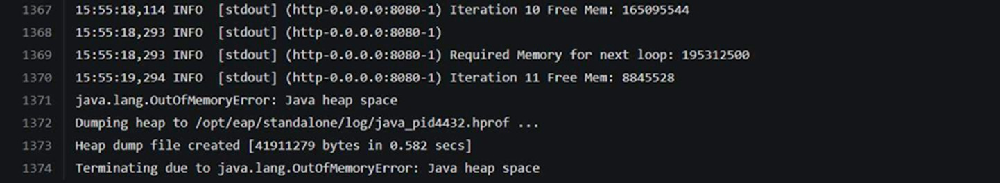 1367 15:55:18,114 INFO  [stdout] (http-0.0.0.0:8080-1) Iteration 10 Free Mem: 165095544
1368 15:55:18,293 INFO  [stdout] (http-0.0.0.0:8080-1)
1369 15:55:18,293 INFO  [stdout] (http-0.0.0.0:8080-1) Required Memory for next loop: 195312500
1370 15:55:19,294 INFO  [stdout] (http-0.0.0.0:8080-1) Iteration 11 Free Mem: 8845528
1371 java.lang.OutOfMemoryError: Java heap space
1372 Dumping heap to /opt/eap/standalone/log/java_pid4432.hprof ...
1373 Heap dump file created [41911279 bytes in 0.582 secs]
1374 Terminating due to java.lang.OutOfMemoryError: Java heap space